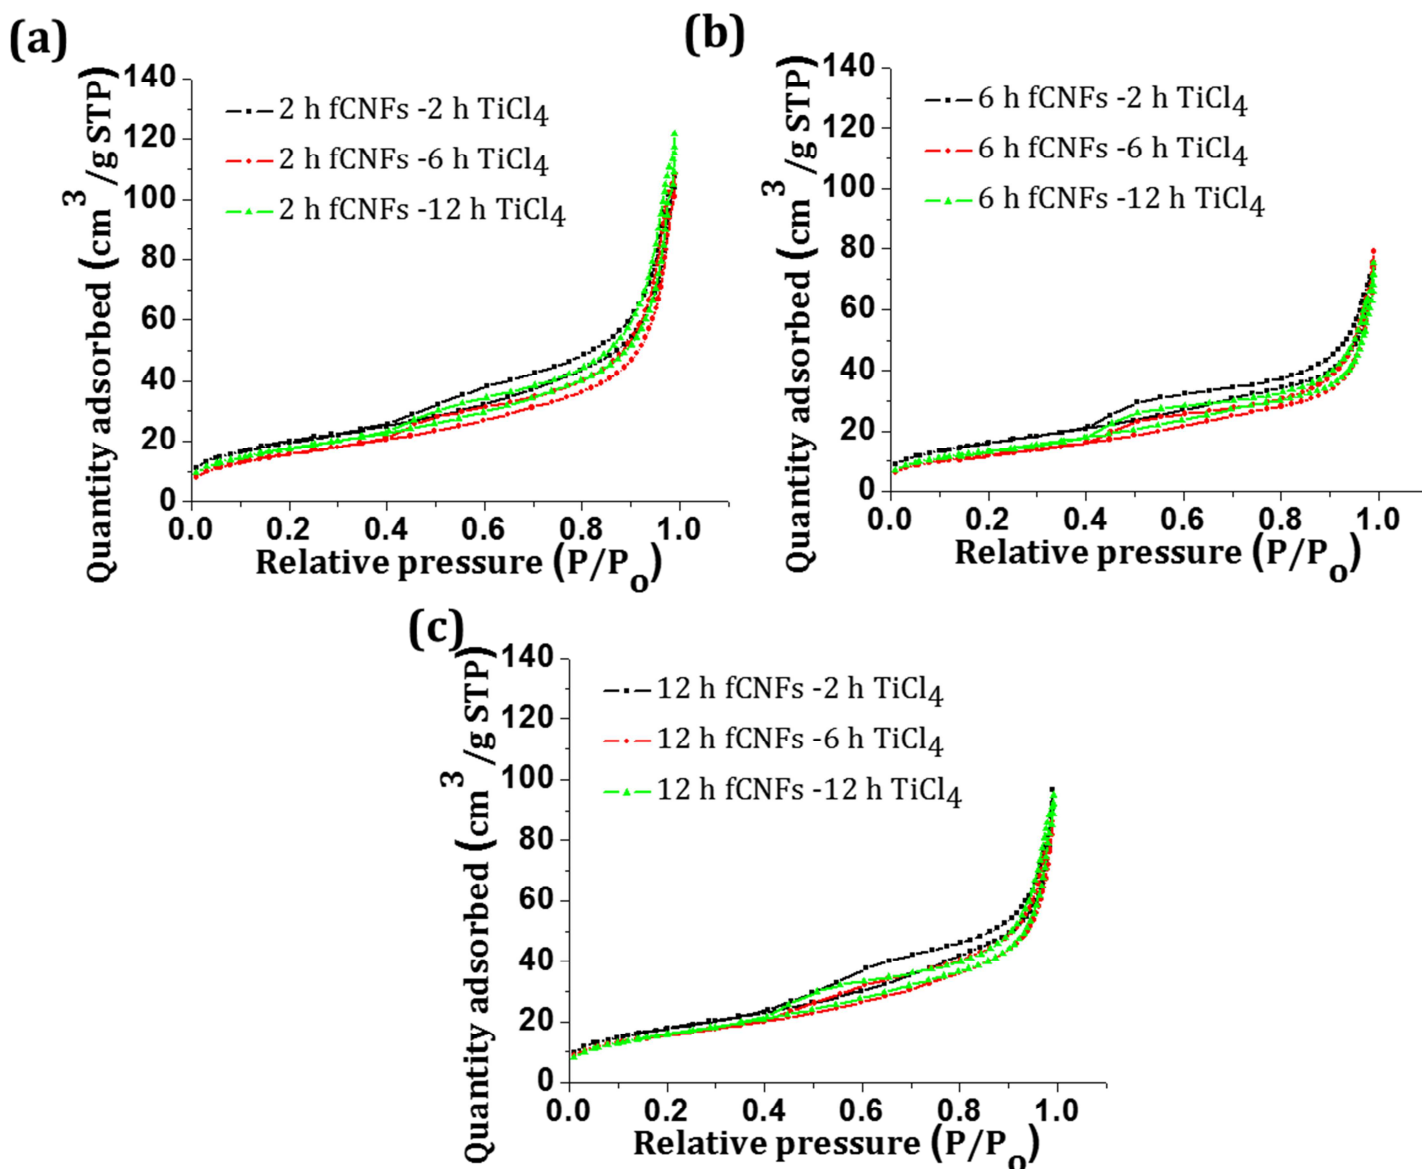 (a)
Quantity adsorbed (cm³/g STP)
140
120
100
80
60
40
20
0
2 h fCNFs -2 h TiCl₄
2 h fCNFs -6 h TiCl₄
2 h fCNFs -12 h TiCl₄
0.0 0.2 0.4 0.6 0.8 1.0
Relative pressure (P/Pₒ)
(b)
Quantity adsorbed (cm³/g STP)
140
120
100
80
60
40
20
0
6 h fCNFs -2 h TiCl₄
6 h fCNFs -6 h TiCl₄
6 h fCNFs -12 h TiCl₄
0.0 0.2 0.4 0.6 0.8 1.0
Relative pressure (P/Pₒ)
(c)
Quantity adsorbed (cm³/g STP)
140
120
100
80
60
40
20
0
12 h fCNFs -2 h TiCl₄
12 h fCNFs -6 h TiCl₄
12 h fCNFs -12 h TiCl₄
0.0 0.2 0.4 0.6 0.8 1.0
Relative pressure (P/Pₒ)